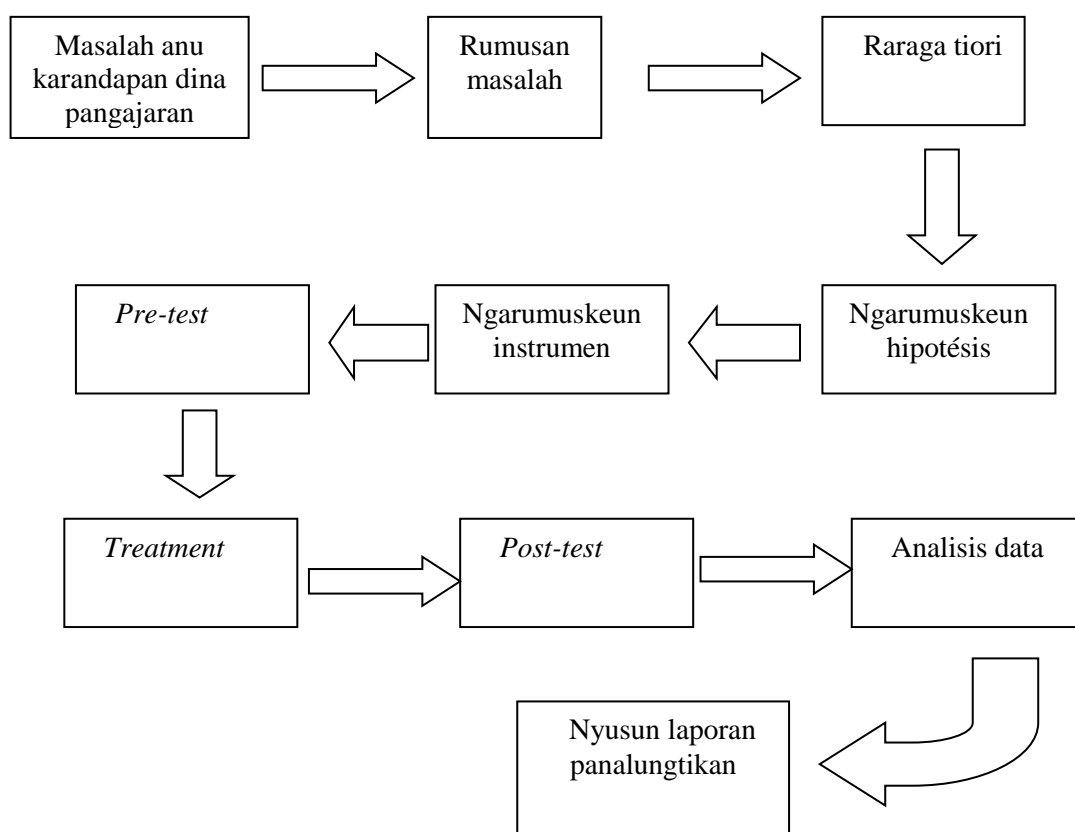 Masalah anu
karandapan dina
pangajaran
Rumusan
masalah
Raraga tiori
Ngarumuskeun
hipotésis
Ngarumuskeun
instrumen
Pre-test
Treatment
Post-test
Analisis data
Nyusun laporan
panalungtikan